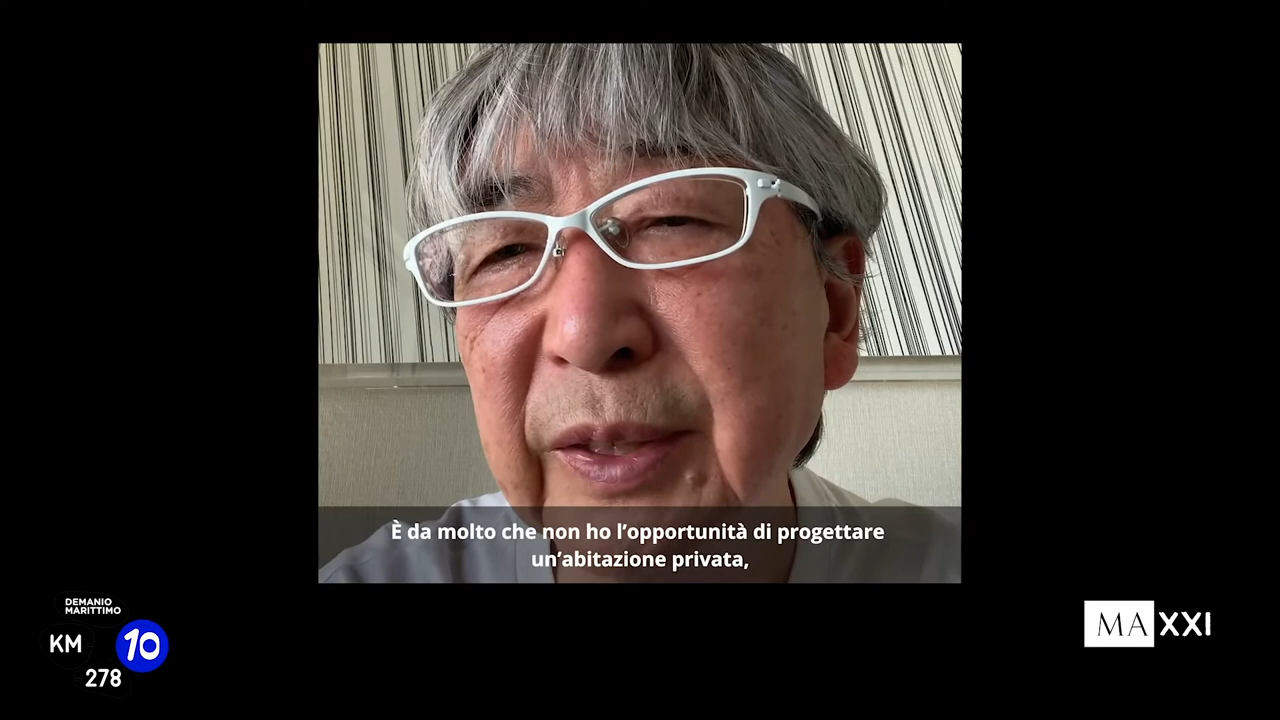 È da molto che non ho l'opportunità di progettare
un'abitazione privata,
DEMANIO
MARITTIMO
KM
10
278
MAXXI